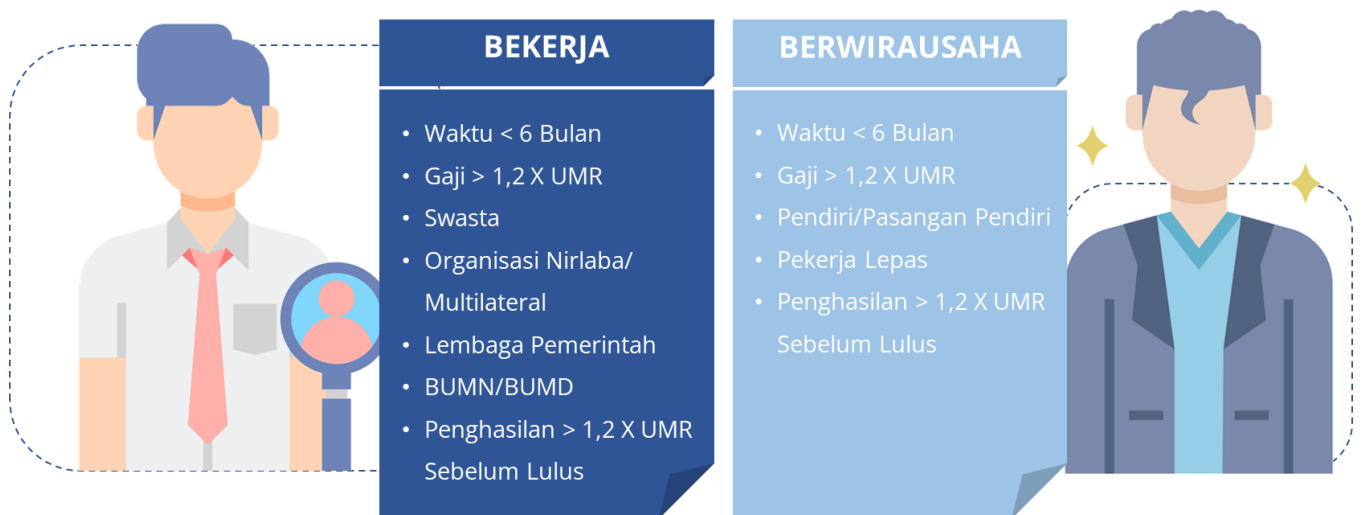 BEKERJA
• Waktu < 6 Bulan
• Gaji > 1,2 X UMR
• Swasta
• Organisasi Nirlaba/
Multilateral
• Lembaga Pemerintah
• BUMN/BUMD
• Penghasilan > 1,2 X UMR
Sebelum Lulus
BERWIRAUSAHA
• Waktu < 6 Bulan
• Gaji > 1,2 X UMR
• Pendiri/Pasangan Pendiri
• Pekerja Lepas
• Penghasilan > 1,2 X UMR
Sebelum Lulus